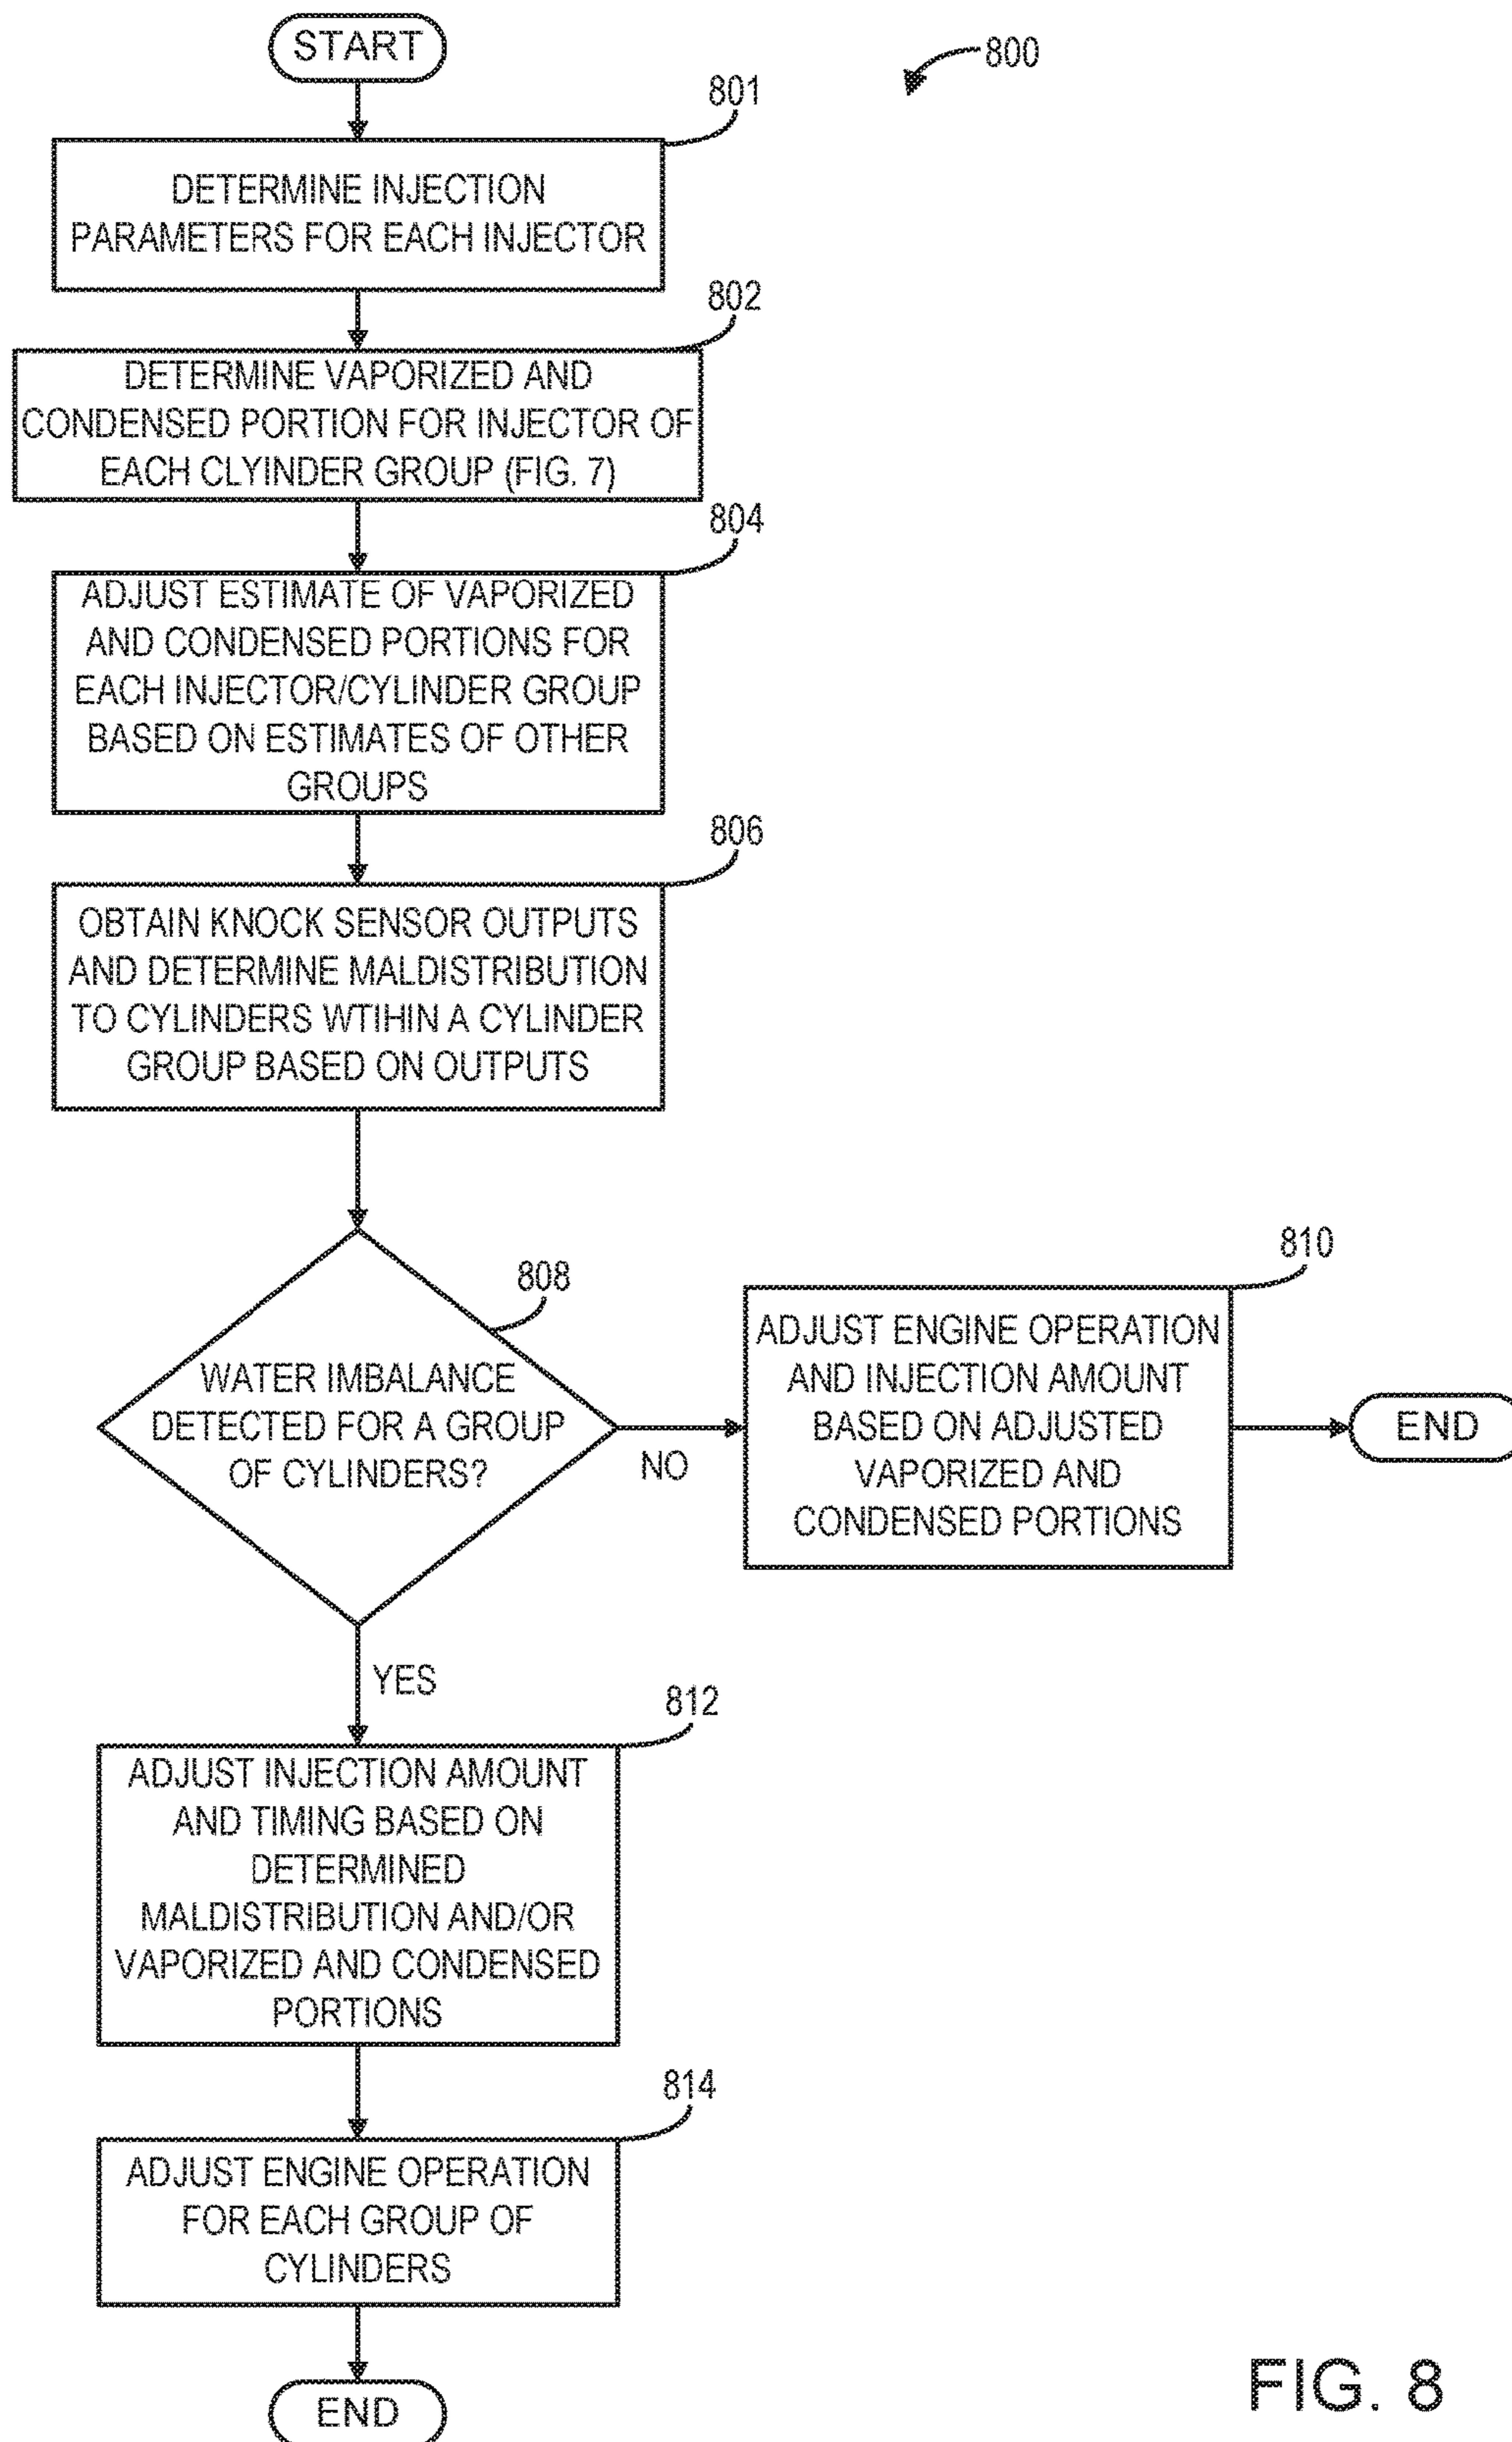 START
800
801
DETERMINE INJECTION
PARAMETERS FOR EACH INJECTOR
802
DETERMINE VAPORIZED AND
CONDENSED PORTION FOR INJECTOR OF
EACH CLYINDER GROUP (FIG. 7)
804
ADJUST ESTIMATE OF VAPORIZED
AND CONDENSED PORTIONS FOR
EACH INJECTOR/CYLINDER GROUP
BASED ON ESTIMATES OF OTHER
GROUPS
806
OBTAIN KNOCK SENSOR OUTPUTS
AND DETERMINE MALDISTRIBUTION
TO CYLINDERS WTIHIN A CYLINDER
GROUP BASED ON OUTPUTS
808
WATER IMBALANCE
DETECTED FOR A GROUP
OF CYLINDERS?
NO
810
ADJUST ENGINE OPERATION
AND INJECTION AMOUNT
BASED ON ADJUSTED
VAPORIZED AND
CONDENSED PORTIONS
END
YES
812
ADJUST INJECTION AMOUNT
AND TIMING BASED ON
DETERMINED
MALDISTRIBUTION AND/OR
VAPORIZED AND CONDENSED
PORTIONS
814
ADJUST ENGINE OPERATION
FOR EACH GROUP OF
CYLINDERS
END
FIG. 8